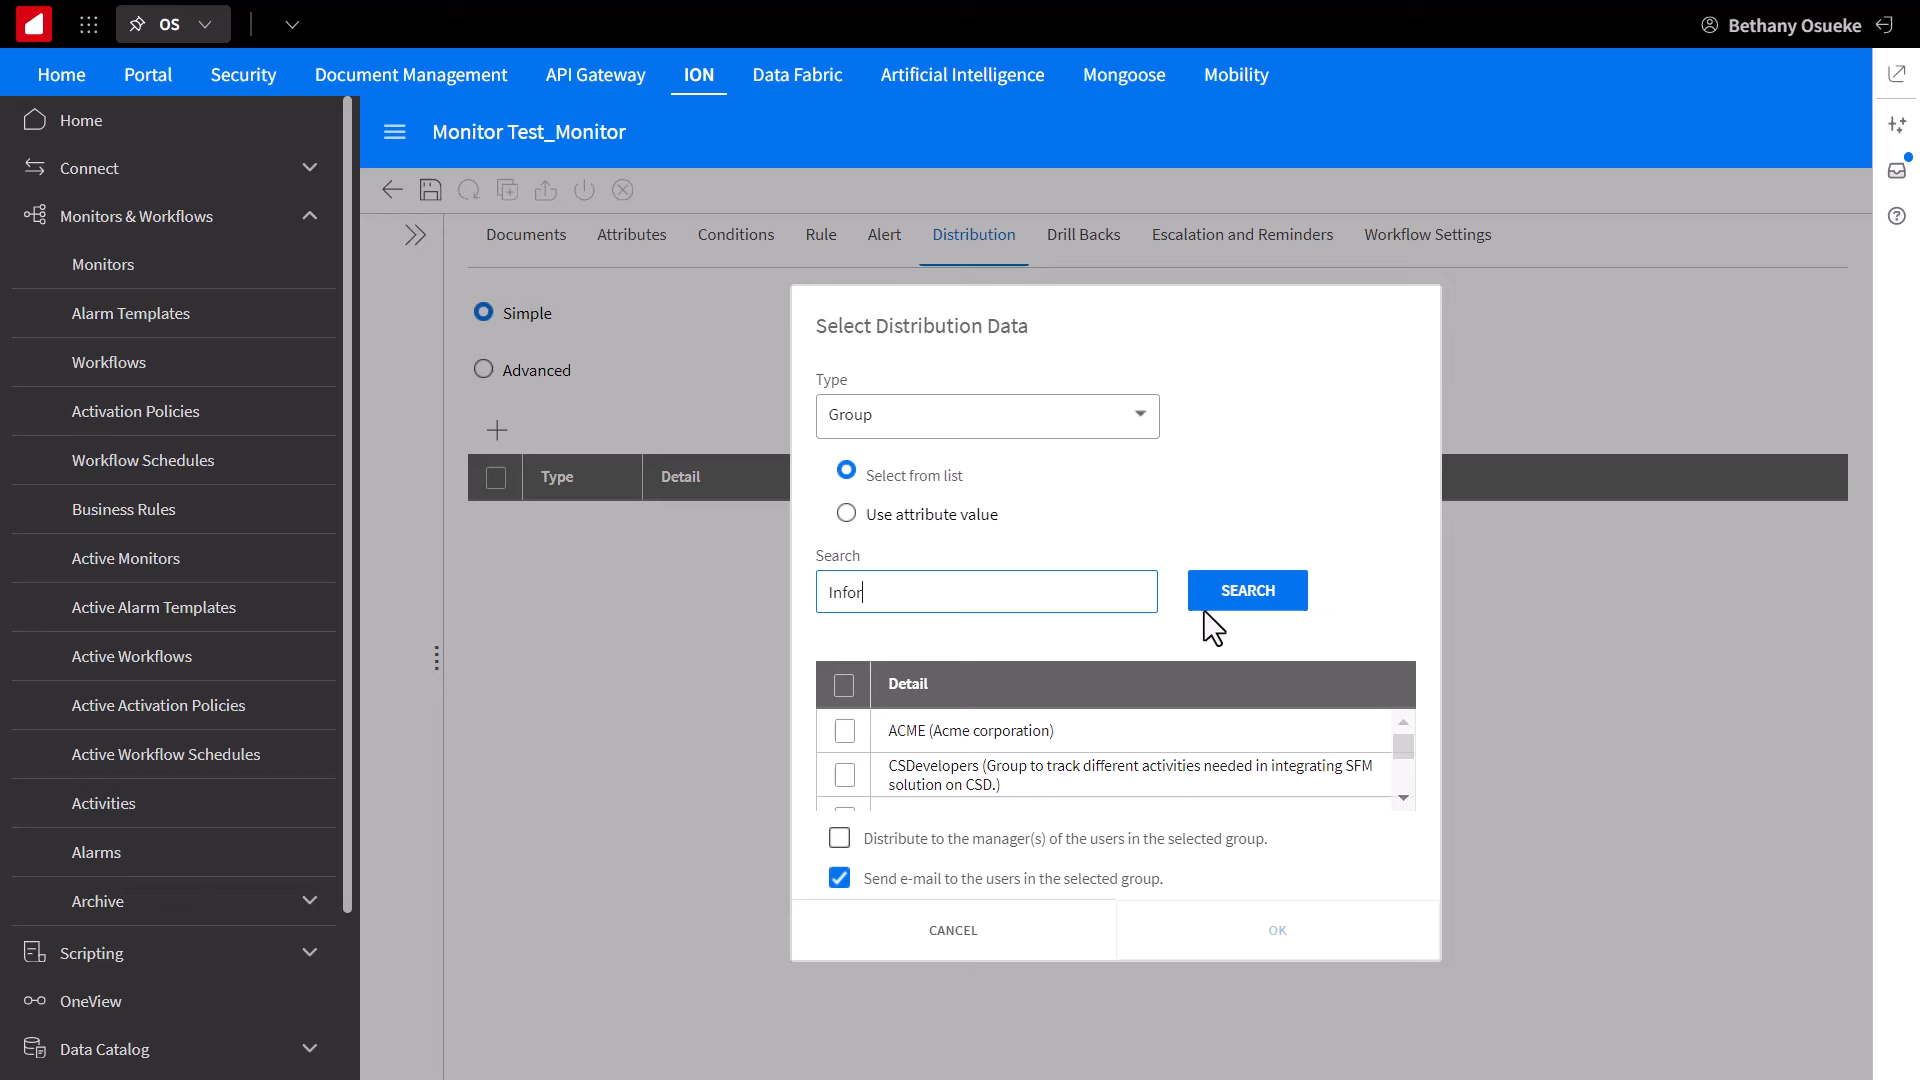 OS
Bethany Osueke
Home
Portal
Security
Document Management
API Gateway
ION
Data Fabric
Artificial Intelligence
Mongoose
Mobility
Home
Connect
Monitors & Workflows
Monitors
Alarm Templates
Workflows
Activation Policies
Workflow Schedules
Business Rules
Active Monitors
Active Alarm Templates
Active Workflows
Active Activation Policies
Active Workflow Schedules
Activities
Alarms
Archive
Scripting
OneView
Data Catalog
Monitor Test_Monitor
Documents
Attributes
Conditions
Rule
Alert
Distribution
Drill Backs
Escalation and Reminders
Workflow Settings
Simple
Advanced
Type
Detail
Select Distribution Data
Type
Group
Select from list
Use attribute value
Search
Infor
SEARCH
Detail
ACME (Acme corporation)
CSDevelopers (Group to track different activities needed in integrating SFM
solution on CSD.)
Distribute to the manager(s) of the users in the selected group.
Send e-mail to the users in the selected group.
CANCEL
OK